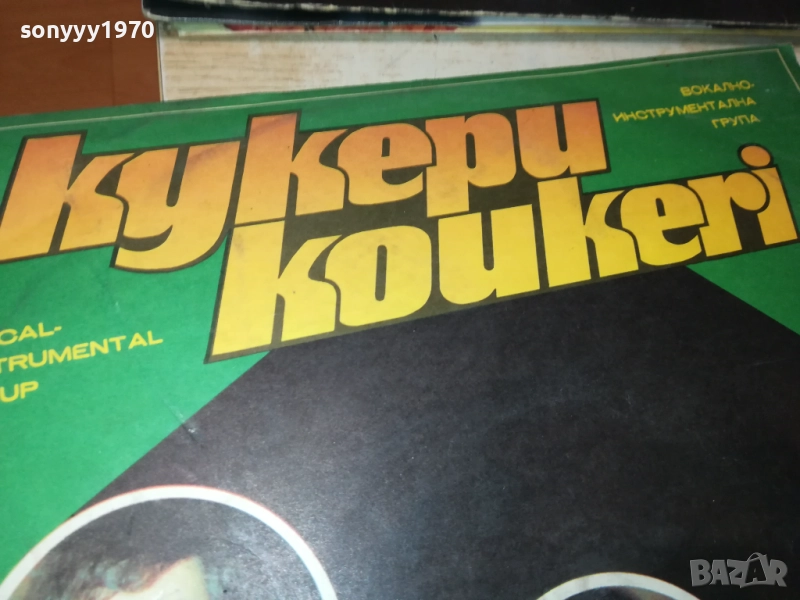 sonyyy1970
ВОКАЛНО-
ИНСТРУМЕНТАЛНА
ГРУПА
кукери
koukeri
CAL-
TRUMENTAL
UP
BAZAR